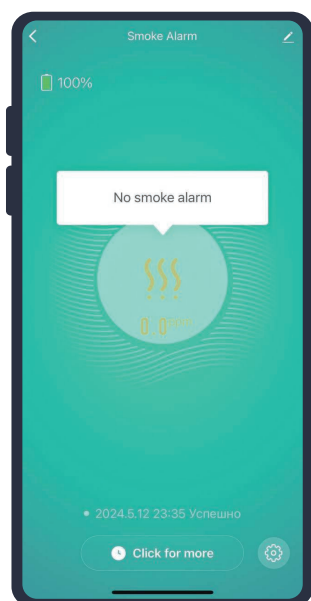 Smoke Alarm
100%
No smoke alarm
0.0
2024.5.12 23:35 Успешно
Click for more